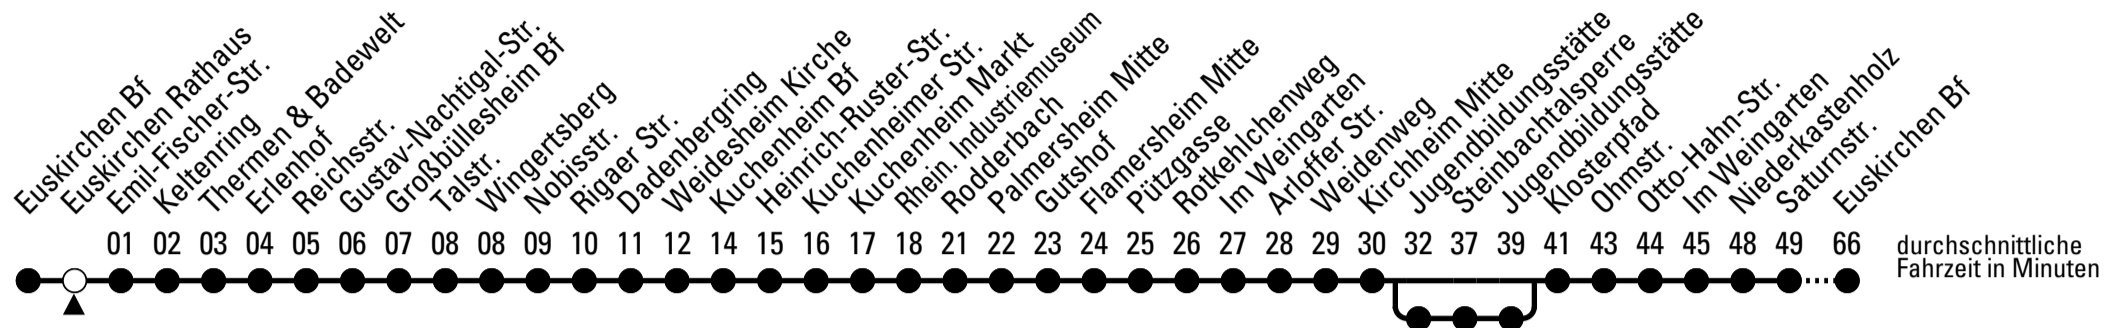 Euskirchen Bf
Euskirchen Rathaus
Emil-Fischer-Str.
Keltenring
Thermen & Badewelt
Erlenhof
Reichsstr.
Gustav-Nachtigal-Str.
Großbüllesheim Bf
Talstr.
Wingertsberg
Nobisstr.
Rigaer Str.
Dadenbergring
Weidesheim Kirche
Kuchenheim Bf
Heinrich-Ruster-Str.
Kuchenheimer Str.
Kuchenheim Markt
Rhein. Industriemuseum
Rodderbach
Palmersheim Mitte
Gutshof
Flamersheim Mitte
Pützgasse
Rotkehlchenweg
Im Weingarten
Arloffer Str.
Weidenweg
Kirchheim Mitte
Jugendbildungsstätte
Steinbachtalsperre
Jugendbildungsstätte
Klosterpfad
Ohmstr.
Otto-Hahn-Str.
Im Weingarten
Niederkastenholz
Saturnstr.
Euskirchen Bf
01 02 03 04 05 06 07 08 08 09 10 11 12 14 15 16 17 18 21 22 23 24 25 26 27 28 29 30 32 37 39 41 43 44 45 48 49 66
durchschnittliche
Fahrzeit in Minuten